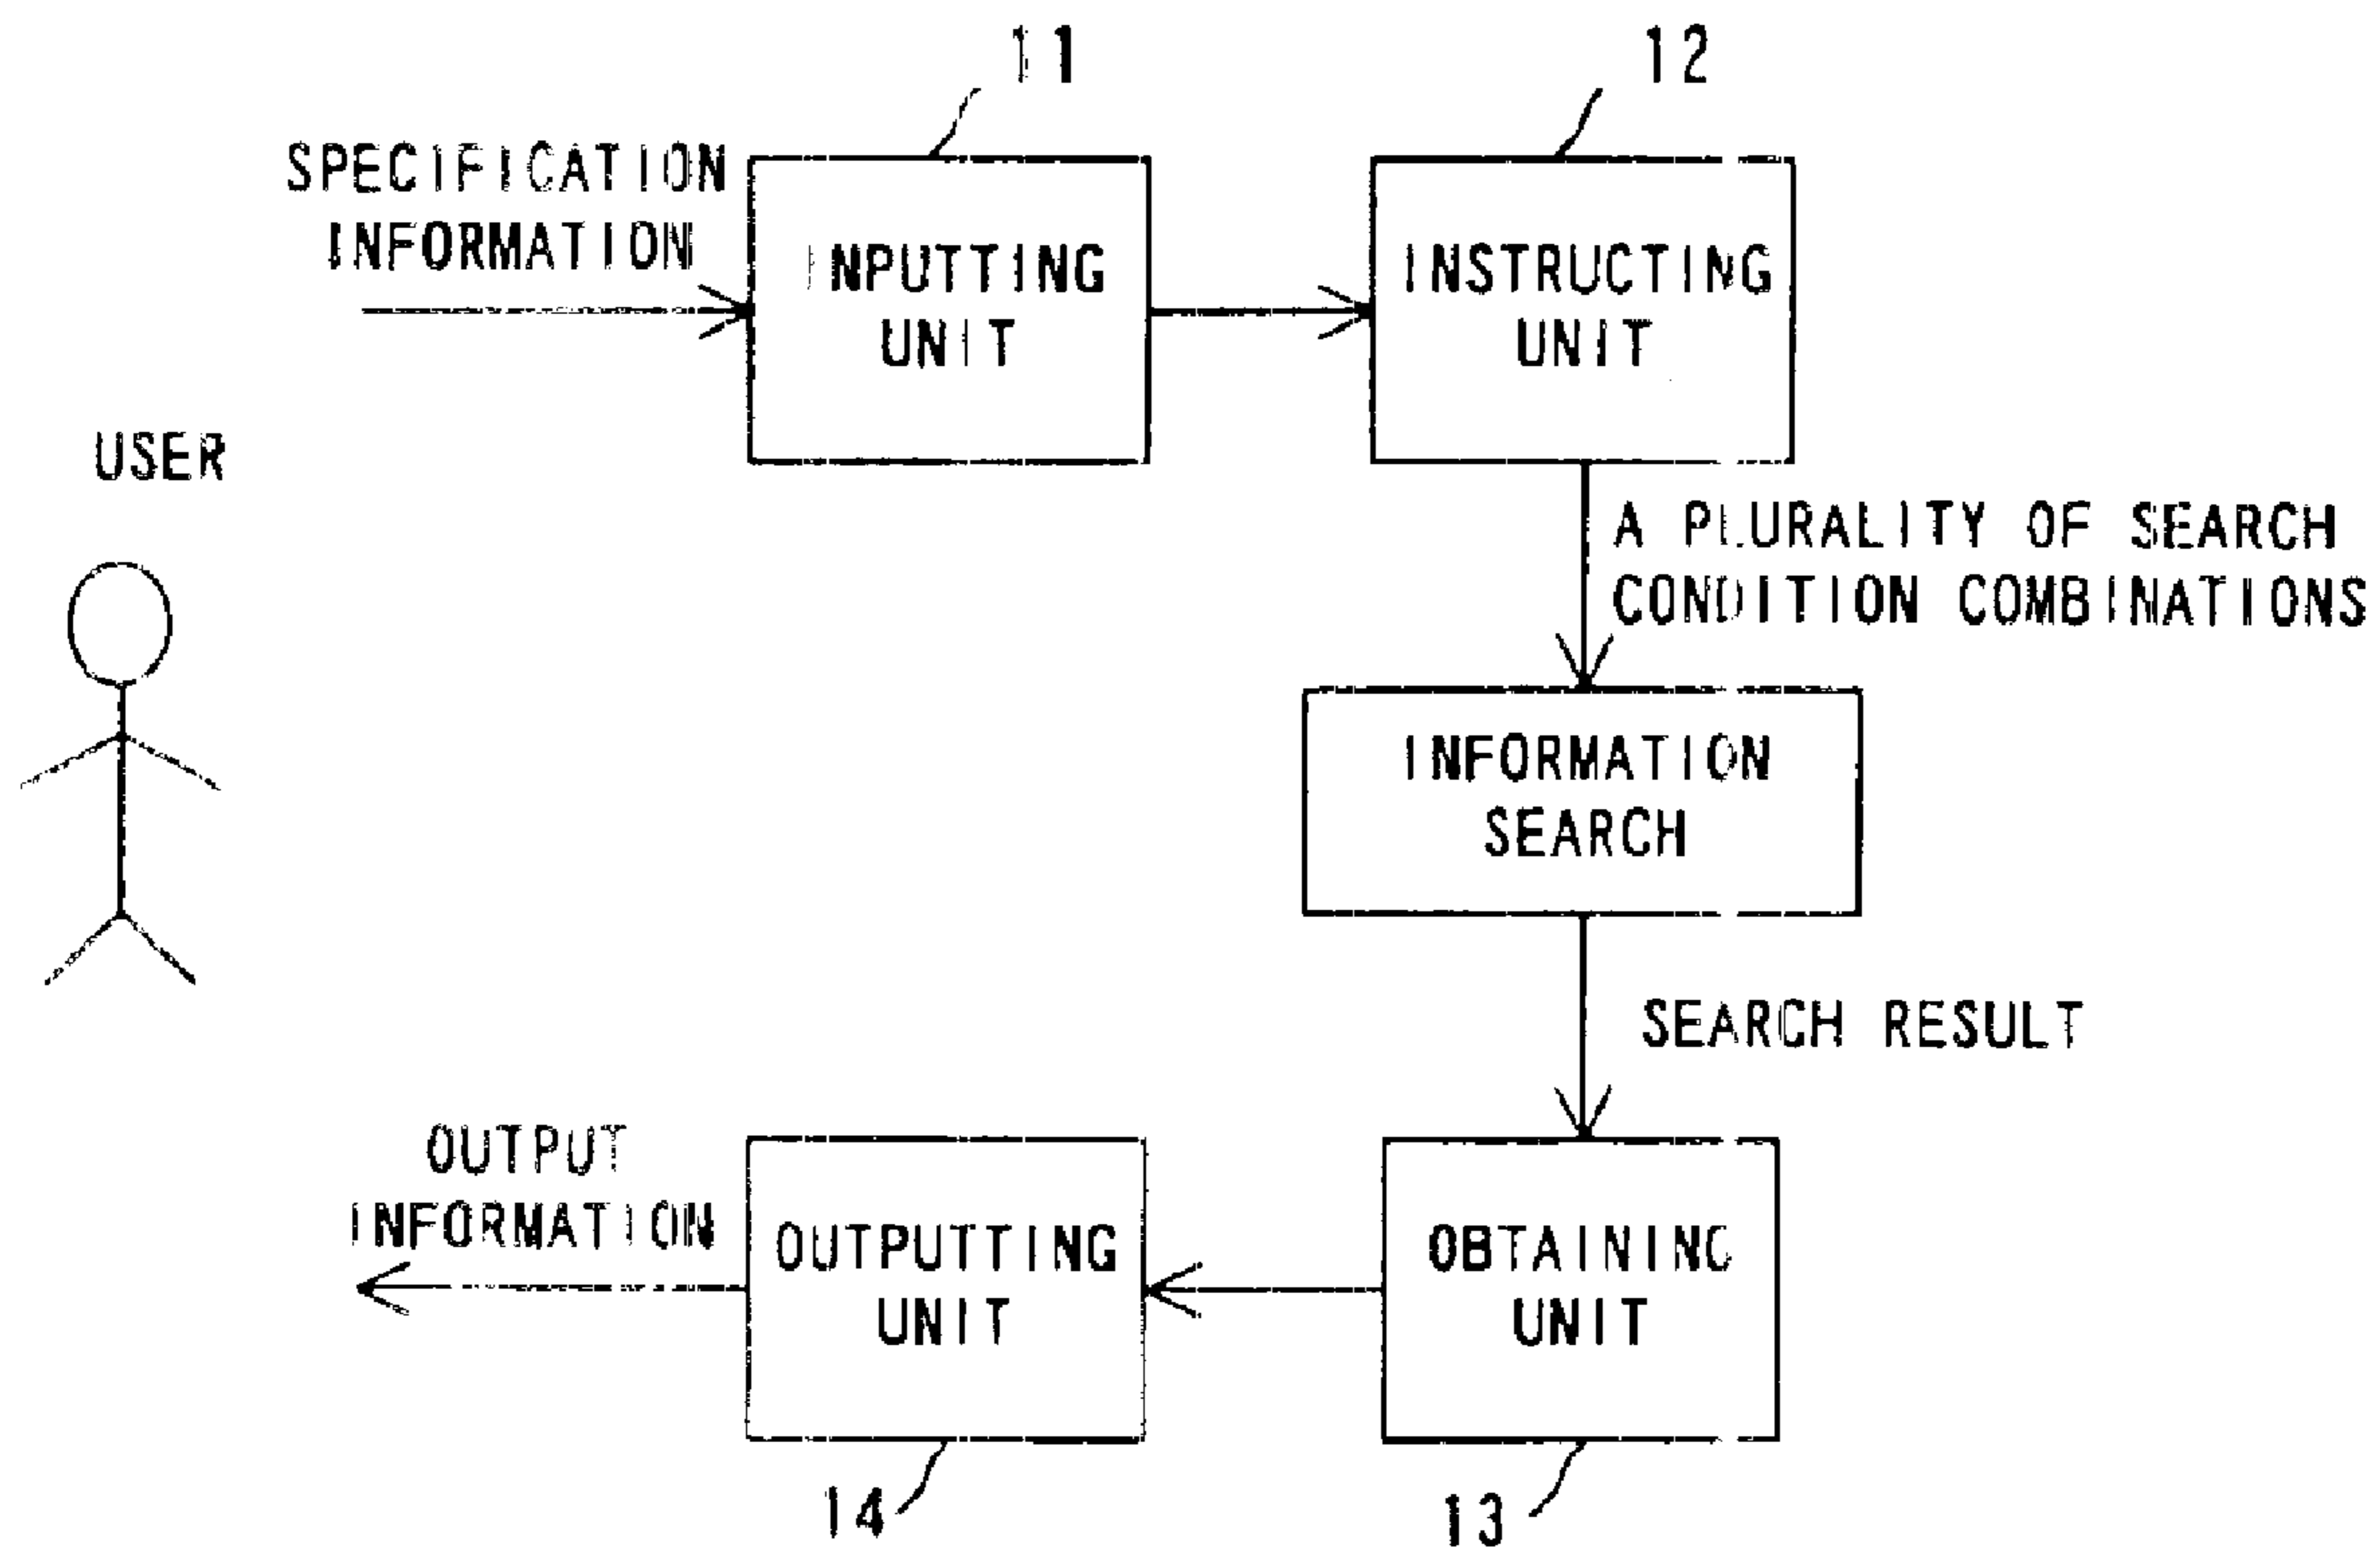 11
12
SPECIFICATION
INFORMATION
INPUTTING
UNIT
INSTRUCTING
UNIT
USER
A PLURALITY OF SEARCH
CONDITION COMBINATIONS
INFORMATION
SEARCH
SEARCH RESULT
OUTPUT
INFORMATION
OUTPUTTING
UNIT
OBTAINING
UNIT
14
13